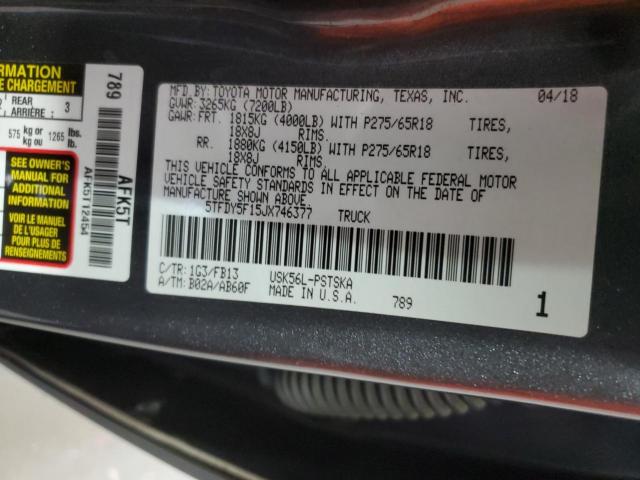 FORMATION
E CHARGEMENT
2 REAR 3
ARRIÈRE :
575 kg or kg ou 1265 lbs. lb.
SEE OWNER'S
MANUAL FOR
ADDITIONAL
INFORMATION
VOIR LE MANUEL
DE L'USAGER
POUR PLUS DE
RENSEIGNEMENTS
789
AFK5T12454
AFK5T
MFD.BY:TOYOTA MOTOR MANUFACTURING, TEXAS, INC. 04/18
GVWR:3265KG (7200LB)
GAWR:FRT. 1815KG (4000LB) WITH P275/65R18 TIRES,
18X8J RIMS.
RR. 1880KG (4150LB) WITH P275/65R18 TIRES,
18X8J RIMS.
THIS VEHICLE CONFORMS TO ALL APPLICABLE FEDERAL MOTOR
VEHICLE SAFETY STANDARDS IN EFFECT ON THE DATE OF
MANUFACTURE SHOWN ABOVE.
5TFDY5F15JX746377 TRUCK
C/TR:1G3/FB13 USK56L-PSTSKA
A/TM:B02A/AB60F MADE IN U.S.A. 789 1